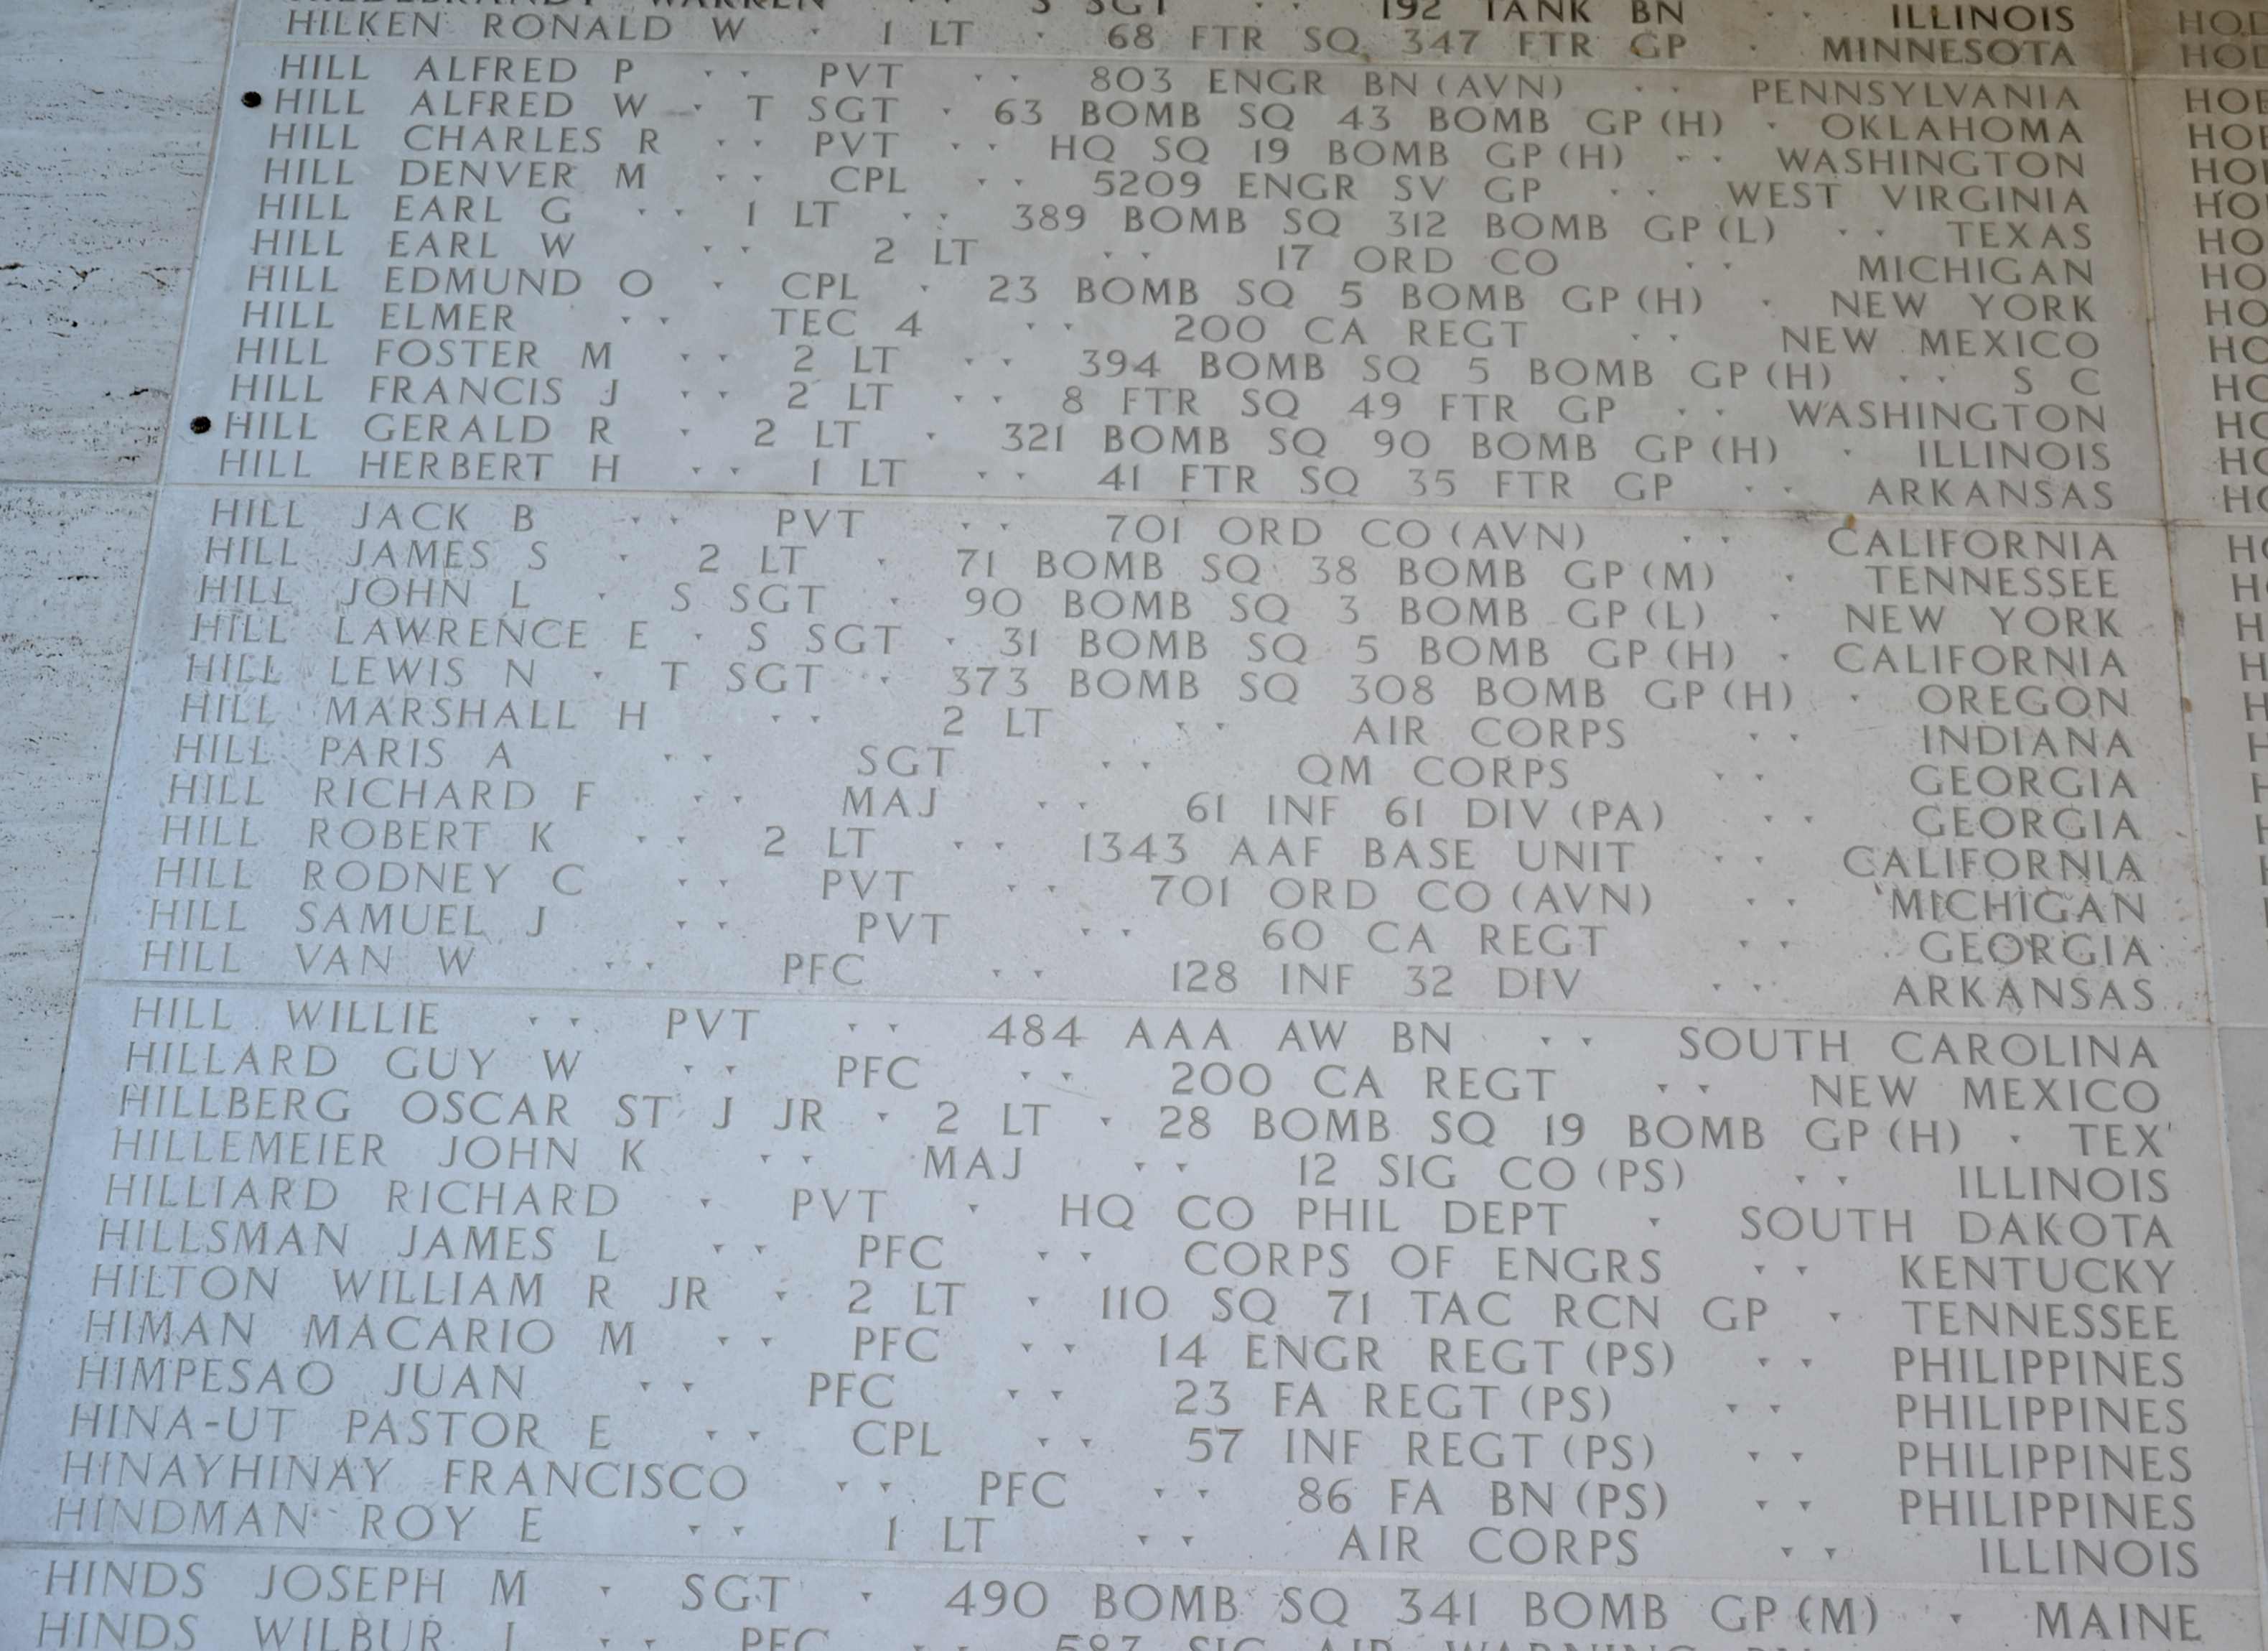 WARREN · · S SGT · · 192 TANK BN · · ILLINOIS
HILKEN RONALD W · 1 LT · 68 FTR SQ 347 FTR GP · MINNESOTA
HILL ALFRED P · · PVT · · 803 ENGR BN (AVN) · · PENNSYLVANIA
HILL ALFRED W · T SGT · 63 BOMB SQ 43 BOMB GP (H) · OKLAHOMA
HILL CHARLES R · · PVT · · HQ SQ 19 BOMB GP (H) · · WASHINGTON
HILL DENVER M · · CPL · · 5209 ENGR SV GP · · WEST VIRGINIA
HILL EARL G · · 1 LT · · 389 BOMB SQ 312 BOMB GP (L) · · TEXAS
HILL EARL W · · 2 LT · · 17 ORD CO · · MICHIGAN
HILL EDMUND O · CPL · 23 BOMB SQ 5 BOMB GP (H) · NEW YORK
HILL ELMER · · TEC 4 · · 200 CA REGT · · NEW MEXICO
HILL FOSTER M · · 2 LT · · 394 BOMB SQ 5 BOMB GP (H) · · S C
HILL FRANCIS J · · 2 LT · · 8 FTR SQ 49 FTR GP · · WASHINGTON
HILL GERALD R · 2 LT · 321 BOMB SQ 90 BOMB GP (H) · ILLINOIS
HILL HERBERT H · · 1 LT · · 41 FTR SQ 35 FTR GP · · ARKANSAS
HILL JACK B · · PVT · · 701 ORD CO (AVN) · · CALIFORNIA
HILL JAMES S · 2 LT · 71 BOMB SQ 38 BOMB GP (M) · TENNESSEE
HILL JOHN L · S SGT · 90 BOMB SQ 3 BOMB GP (L) · NEW YORK
HILL LAWRENCE E · S SGT · 31 BOMB SQ 5 BOMB GP (H) · CALIFORNIA
HILL LEWIS N · T SGT · 373 BOMB SQ 308 BOMB GP (H) · OREGON
HILL MARSHALL H · · 2 LT · · AIR CORPS · · INDIANA
HILL PARIS A · · SGT · · QM CORPS · · GEORGIA
HILL RICHARD F · · MAJ · · 61 INF 61 DIV (PA) · · GEORGIA
HILL ROBERT K · · 2 LT · · 1343 AAF BASE UNIT · · CALIFORNIA
HILL RODNEY C · · PVT · · 701 ORD CO (AVN) · · MICHIGAN
HILL SAMUEL J · · PVT · · 60 CA REGT · · GEORGIA
HILL VAN W · · PFC · · 128 INF 32 DIV · · ARKANSAS
HILL WILLIE · · PVT · · 484 AAA AW BN · · SOUTH CAROLINA
HILLARD GUY W · · PFC · · 200 CA REGT · · NEW MEXICO
HILLBERG OSCAR ST J JR · 2 LT · 28 BOMB SQ 19 BOMB GP (H) · TEX
HILLEMEIER JOHN K · · MAJ · · 12 SIG CO (PS) · · ILLINOIS
HILLIARD RICHARD · PVT · HQ CO PHIL DEPT · SOUTH DAKOTA
HILLSMAN JAMES L · · PFC · · CORPS OF ENGRS · · KENTUCKY
HILTON WILLIAM R JR · 2 LT · 110 SQ 71 TAC RCN GP · TENNESSEE
HIMAN MACARIO M · · PFC · · 14 ENGR REGT (PS) · · PHILIPPINES
HIMPESAO JUAN · · PFC · · 23 FA REGT (PS) · · PHILIPPINES
HINA-UT PASTOR E · · CPL · · 57 INF REGT (PS) · · PHILIPPINES
HINAYHINAY FRANCISCO · · PFC · · 86 FA BN (PS) · · PHILIPPINES
HINDMAN ROY E · · 1 LT · · AIR CORPS · · ILLINOIS
HINDS JOSEPH M · SGT · 490 BOMB SQ 341 BOMB GP (M) · MAINE
HINDS WILBUR · · PFC · · 583 SIG AIR WARNING